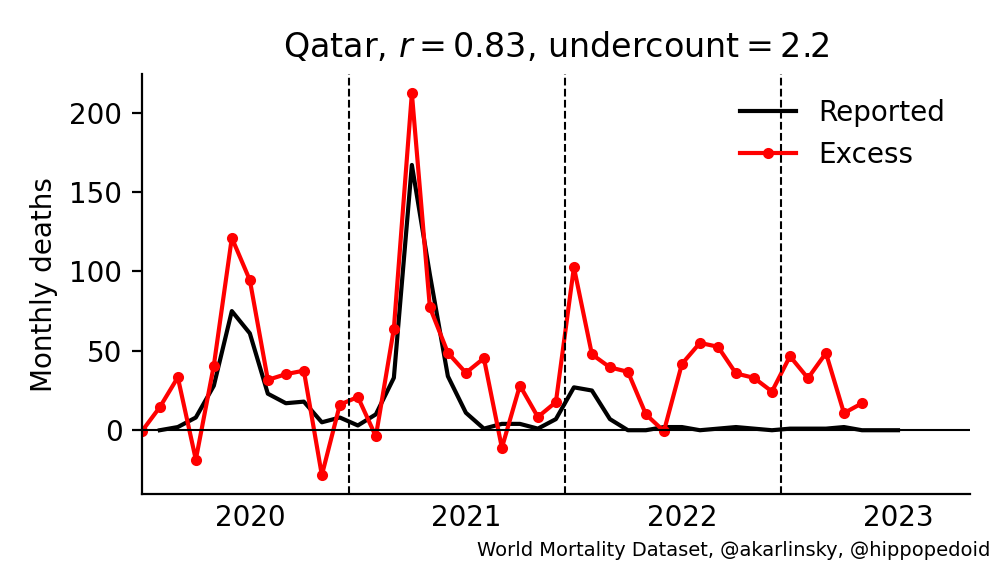 Qatar, r = 0.83, undercount = 2.2
Monthly deaths
200
150
100
50
0
Reported
Excess
2020 2021 2022 2023
World Mortality Dataset, @akarlinsky, @hippopedoid